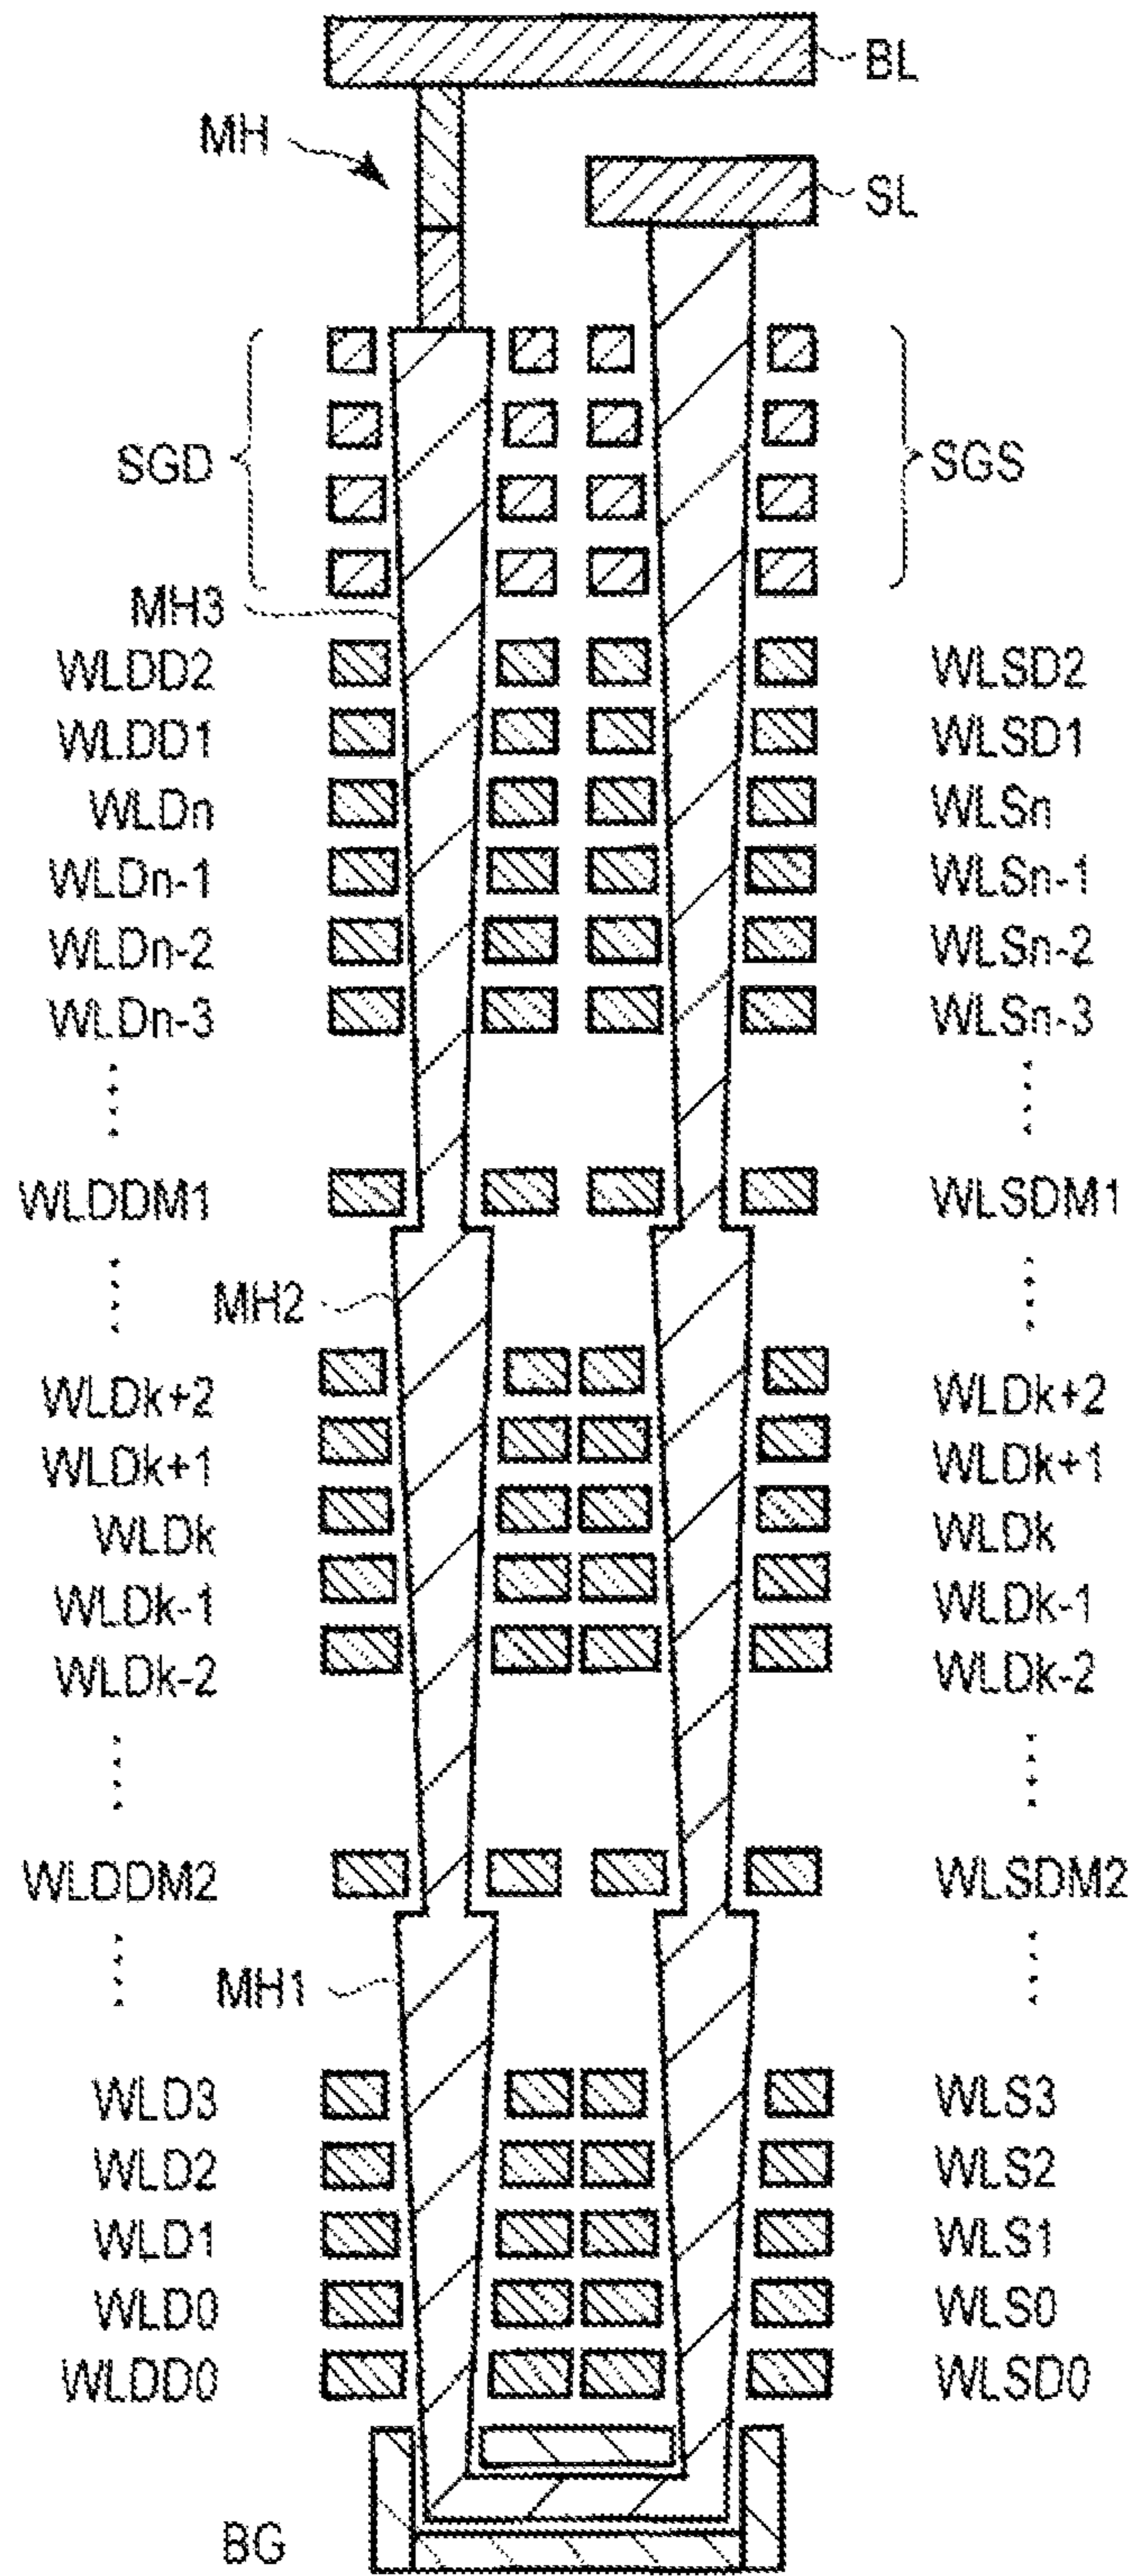 BL
MH
SL
SGD SGS
MH3
WLDD2 WLSD2
WLDD1 WLSD1
WLDn WLSn
WLDn-1 WLSn-1
WLDn-2 WLSn-2
WLDn-3 WLSn-3
WLDDM1 WLSDM1
MH2
WLDk+2 WLDk+2
WLDk+1 WLDk+1
WLDk WLDk
WLDk-1 WLDk-1
WLDk-2 WLDk-2
WLDDM2 WLSDM2
MH1
WLD3 WLS3
WLD2 WLS2
WLD1 WLS1
WLD0 WLS0
WLDD0 WLSD0
BG